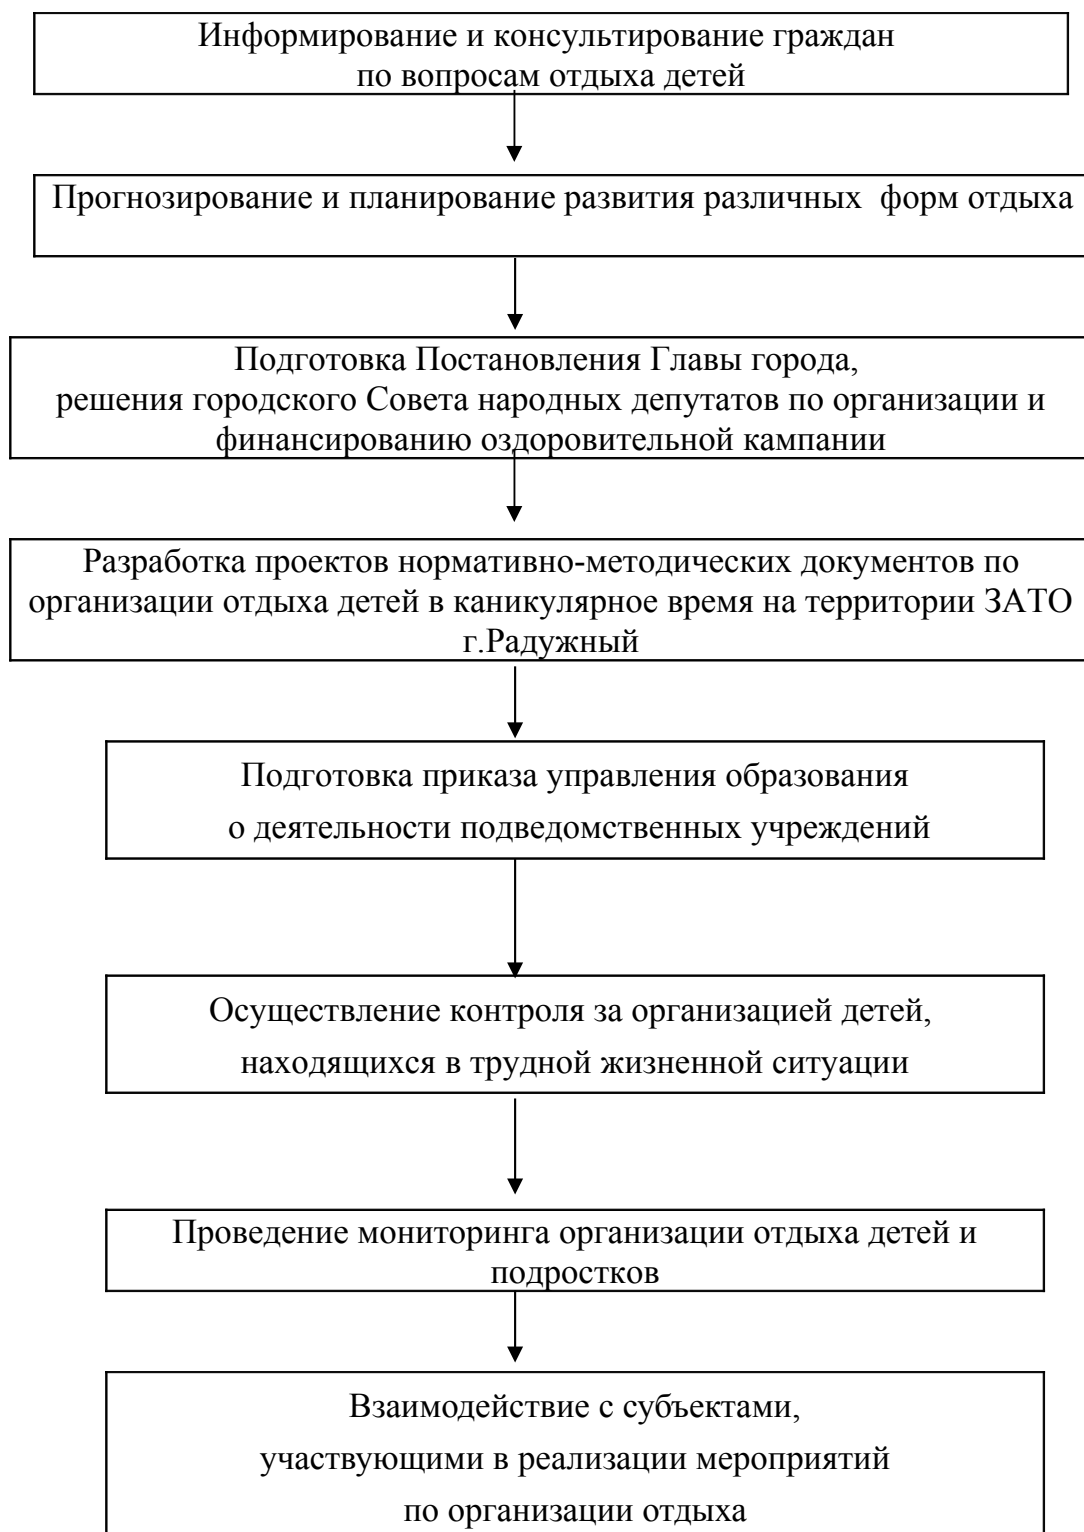 Информирование и консультирование граждан
по вопросам отдыха детей
Прогнозирование и планирование развития различных форм отдыха
Подготовка Постановления Главы города,
решения городского Совета народных депутатов по организации и
финансированию оздоровительной кампании
Разработка проектов нормативно-методических документов по
организации отдыха детей в каникулярное время на территории ЗАТО
г.Радужный
Подготовка приказа управления образования
о деятельности подведомственных учреждений
Осуществление контроля за организацией детей,
находящихся в трудной жизненной ситуации
Проведение мониторинга организации отдыха детей и
подростков
Взаимодействие с субъектами,
участвующими в реализации мероприятий
по организации отдыха